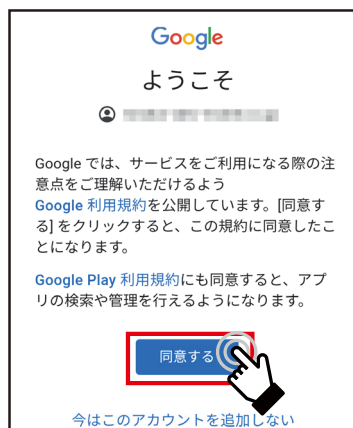 Google
ようこそ
Google では、サービスをご利用になる際の注
意点をご理解いただけるよう
Google 利用規約を公開しています。[同意す
る] をクリックすると、この規約に同意したこ
とになります。
Google Play 利用規約にも同意すると、アプ
リの検索や管理を行えるようになります。
同意する
今はこのアカウントを追加しない